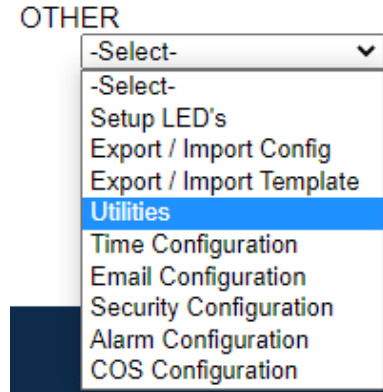 OTHER
-Select-
-Select-
Setup LED's
Export / Import Config
Export / Import Template
Utilities
Time Configuration
Email Configuration
Security Configuration
Alarm Configuration
COS Configuration